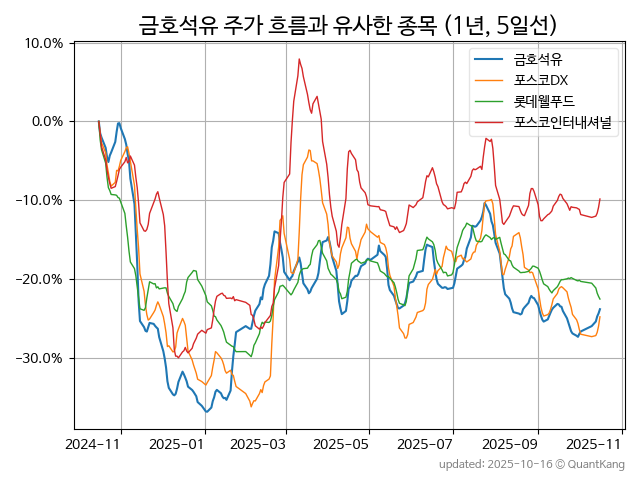 금호석유 주가 흐름과 유사한 종목 (1년, 5일선)
10.0%
0.0%
-10.0%
-20.0%
-30.0%
금호석유
포스코DX
롯데웰푸드
포스코인터내셔널
2024-11 2025-01 2025-03 2025-05 2025-07 2025-09 2025-11
updated: 2025-10-16 © QuantKang